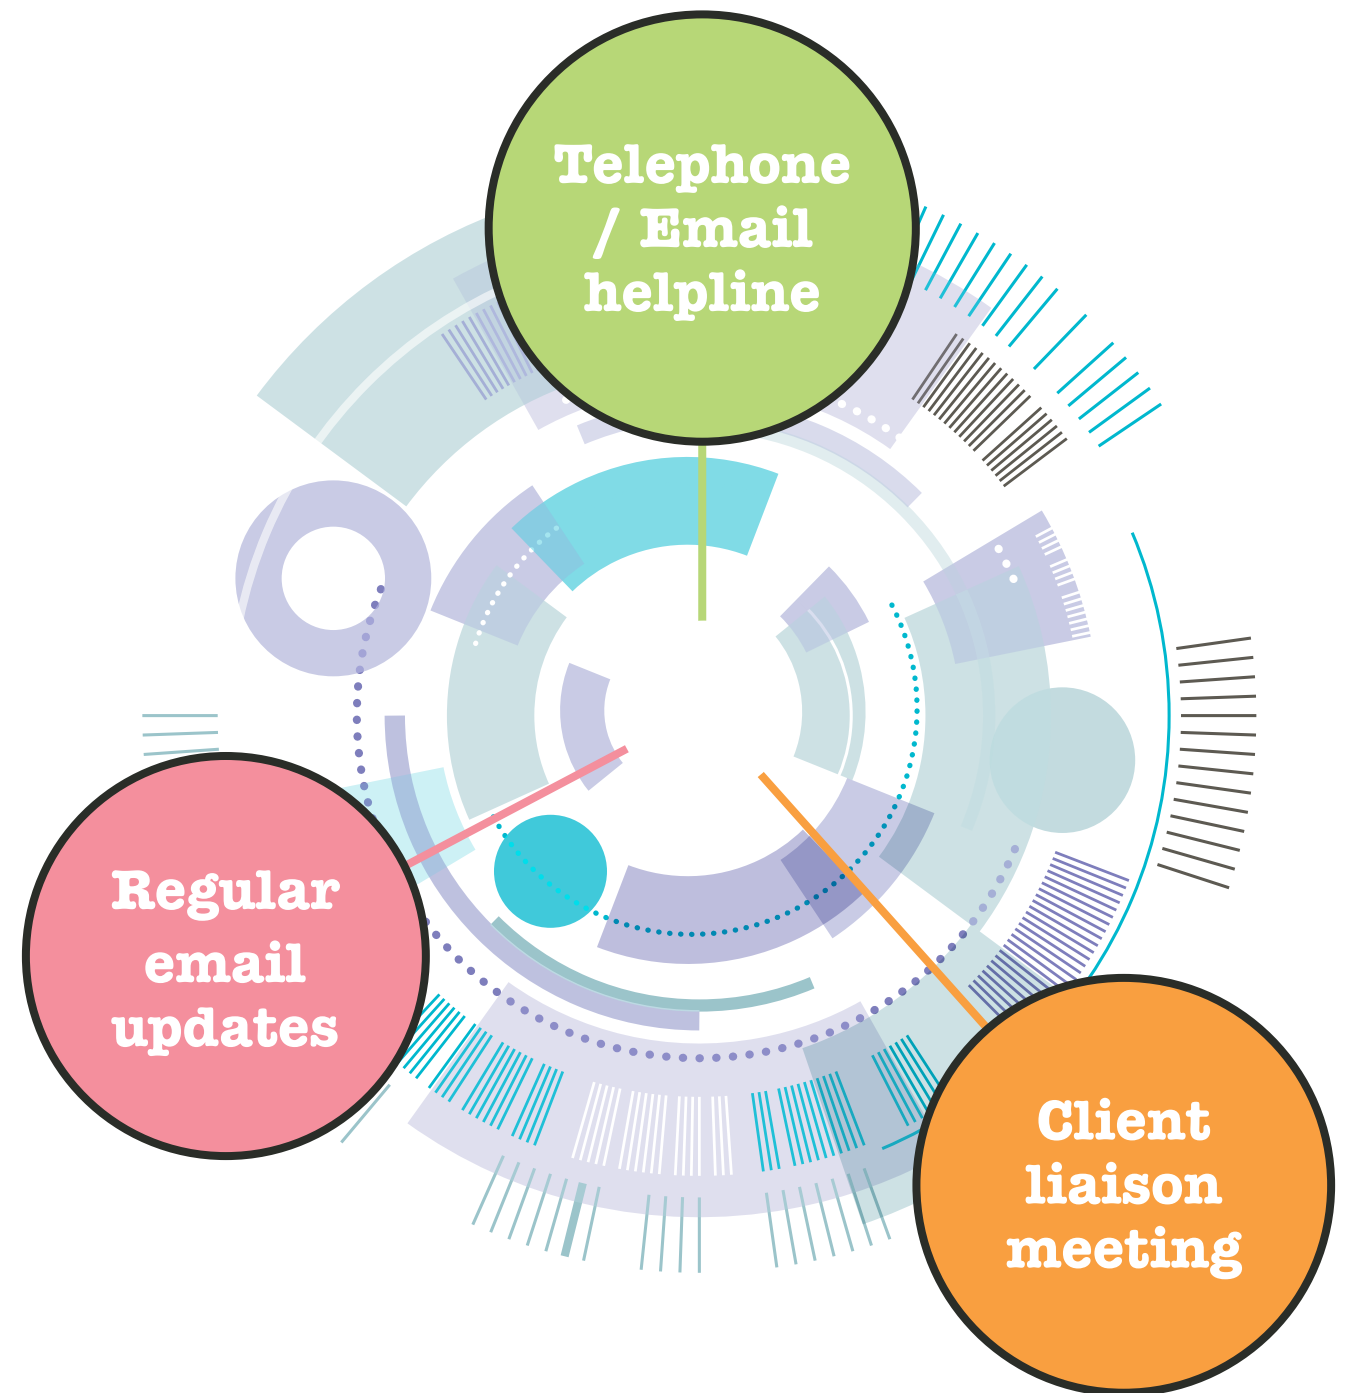 Telephone
/ Email
helpline
Regular
email
updates
Client
liaison
meeting